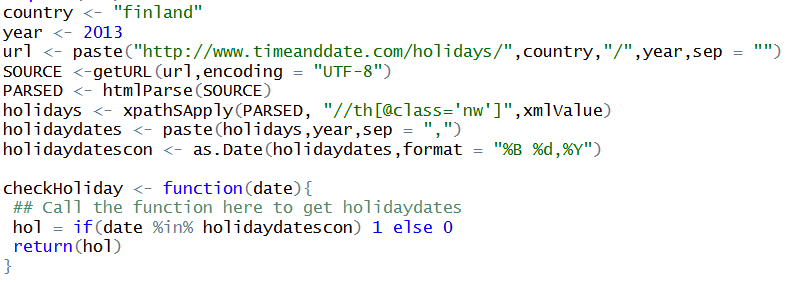 country <- "finland"
year <- 2013
url <- paste("http://www.timeanddate.com/holidays/",country,"/",year,sep = "")
SOURCE <-getURL(url,encoding = "UTF-8")
PARSED <- htmlParse(SOURCE)
holidays <- xpathSApply(PARSED, "//th[@class='nw']",xmlValue)
holidaydates <- paste(holidays,year,sep = ",")
holidaydatescon <- as.Date(holidaydates,format = "%B %d,%Y")
checkHoliday <- function(date){
## Call the function here to get holidaydates
hol = if(date %in% holidaydatescon) 1 else 0
return(hol)
}